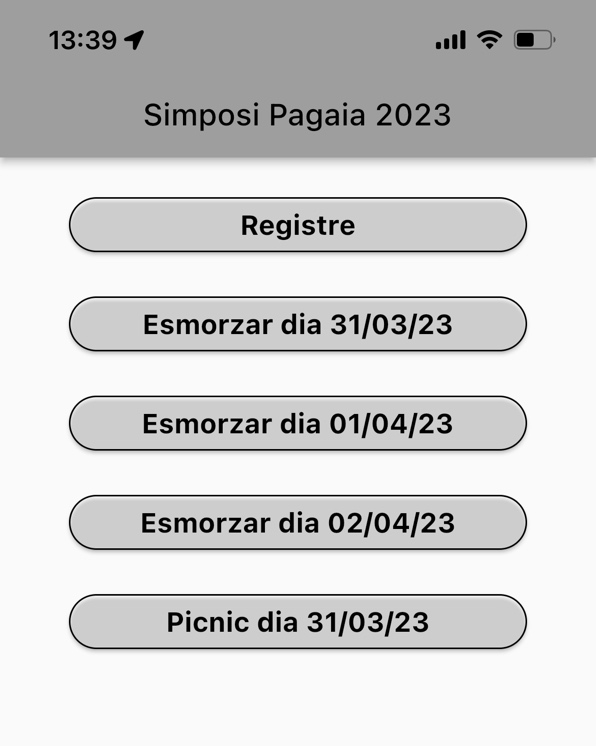 13:39
Simposi Pagaia 2023
Registre
Esmorzar dia 31/03/23
Esmorzar dia 01/04/23
Esmorzar dia 02/04/23
Picnic dia 31/03/23